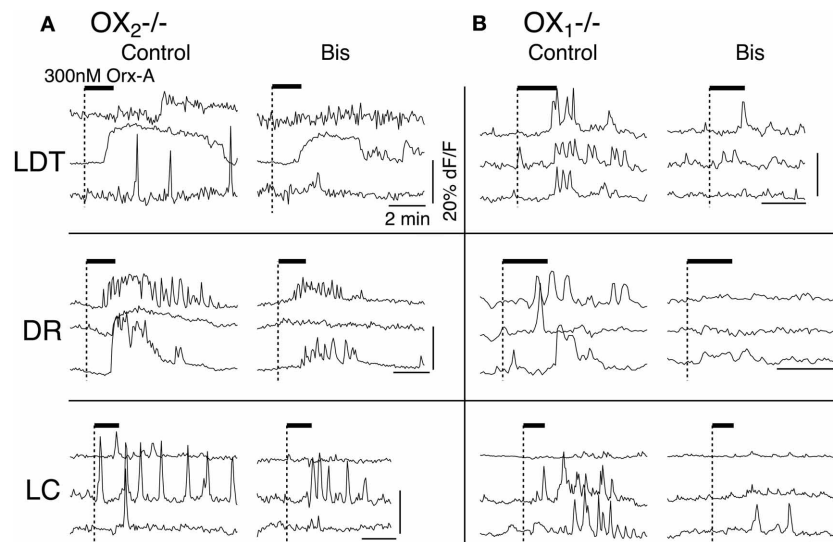 A OX2-/- B OX1-/-
Control Bis Control Bis
300nM Orx-A
LDT
20% dF/F
2 min
DR
LC